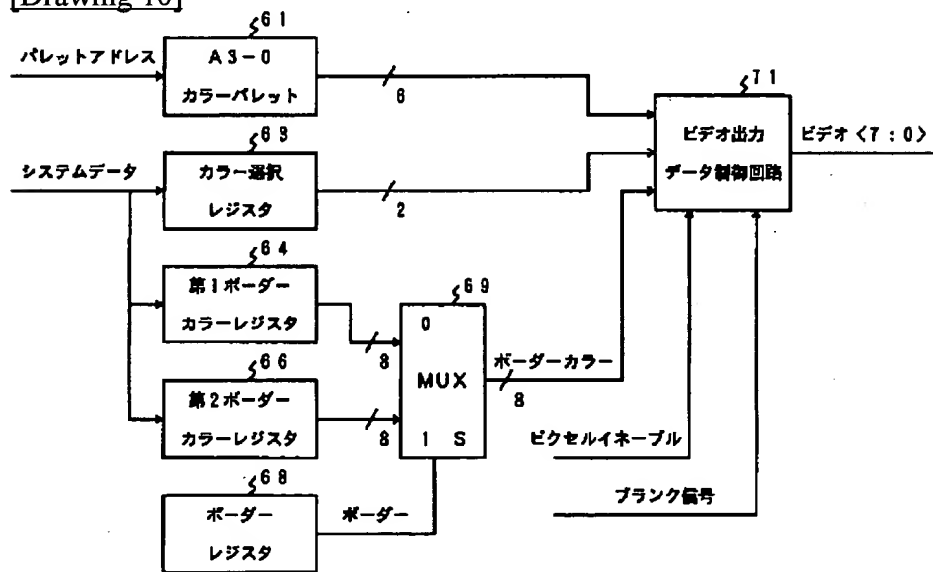 [Drawing 10]
61
パレットアドレス
A3-0
カラーパレット
6
71
ビデオ出力
データ制御回路
ビデオ<7:0>
63
システムデータ
カラー選択
レジスタ
2
64
第1ボーダー
カラーレジスタ
8
69
0
MUX
1 S
ボーダーカラー
8
66
第2ボーダー
カラーレジスタ
8
ピクセルイネーブル
68
ボーダー
レジスタ
ボーダー
ブランク信号